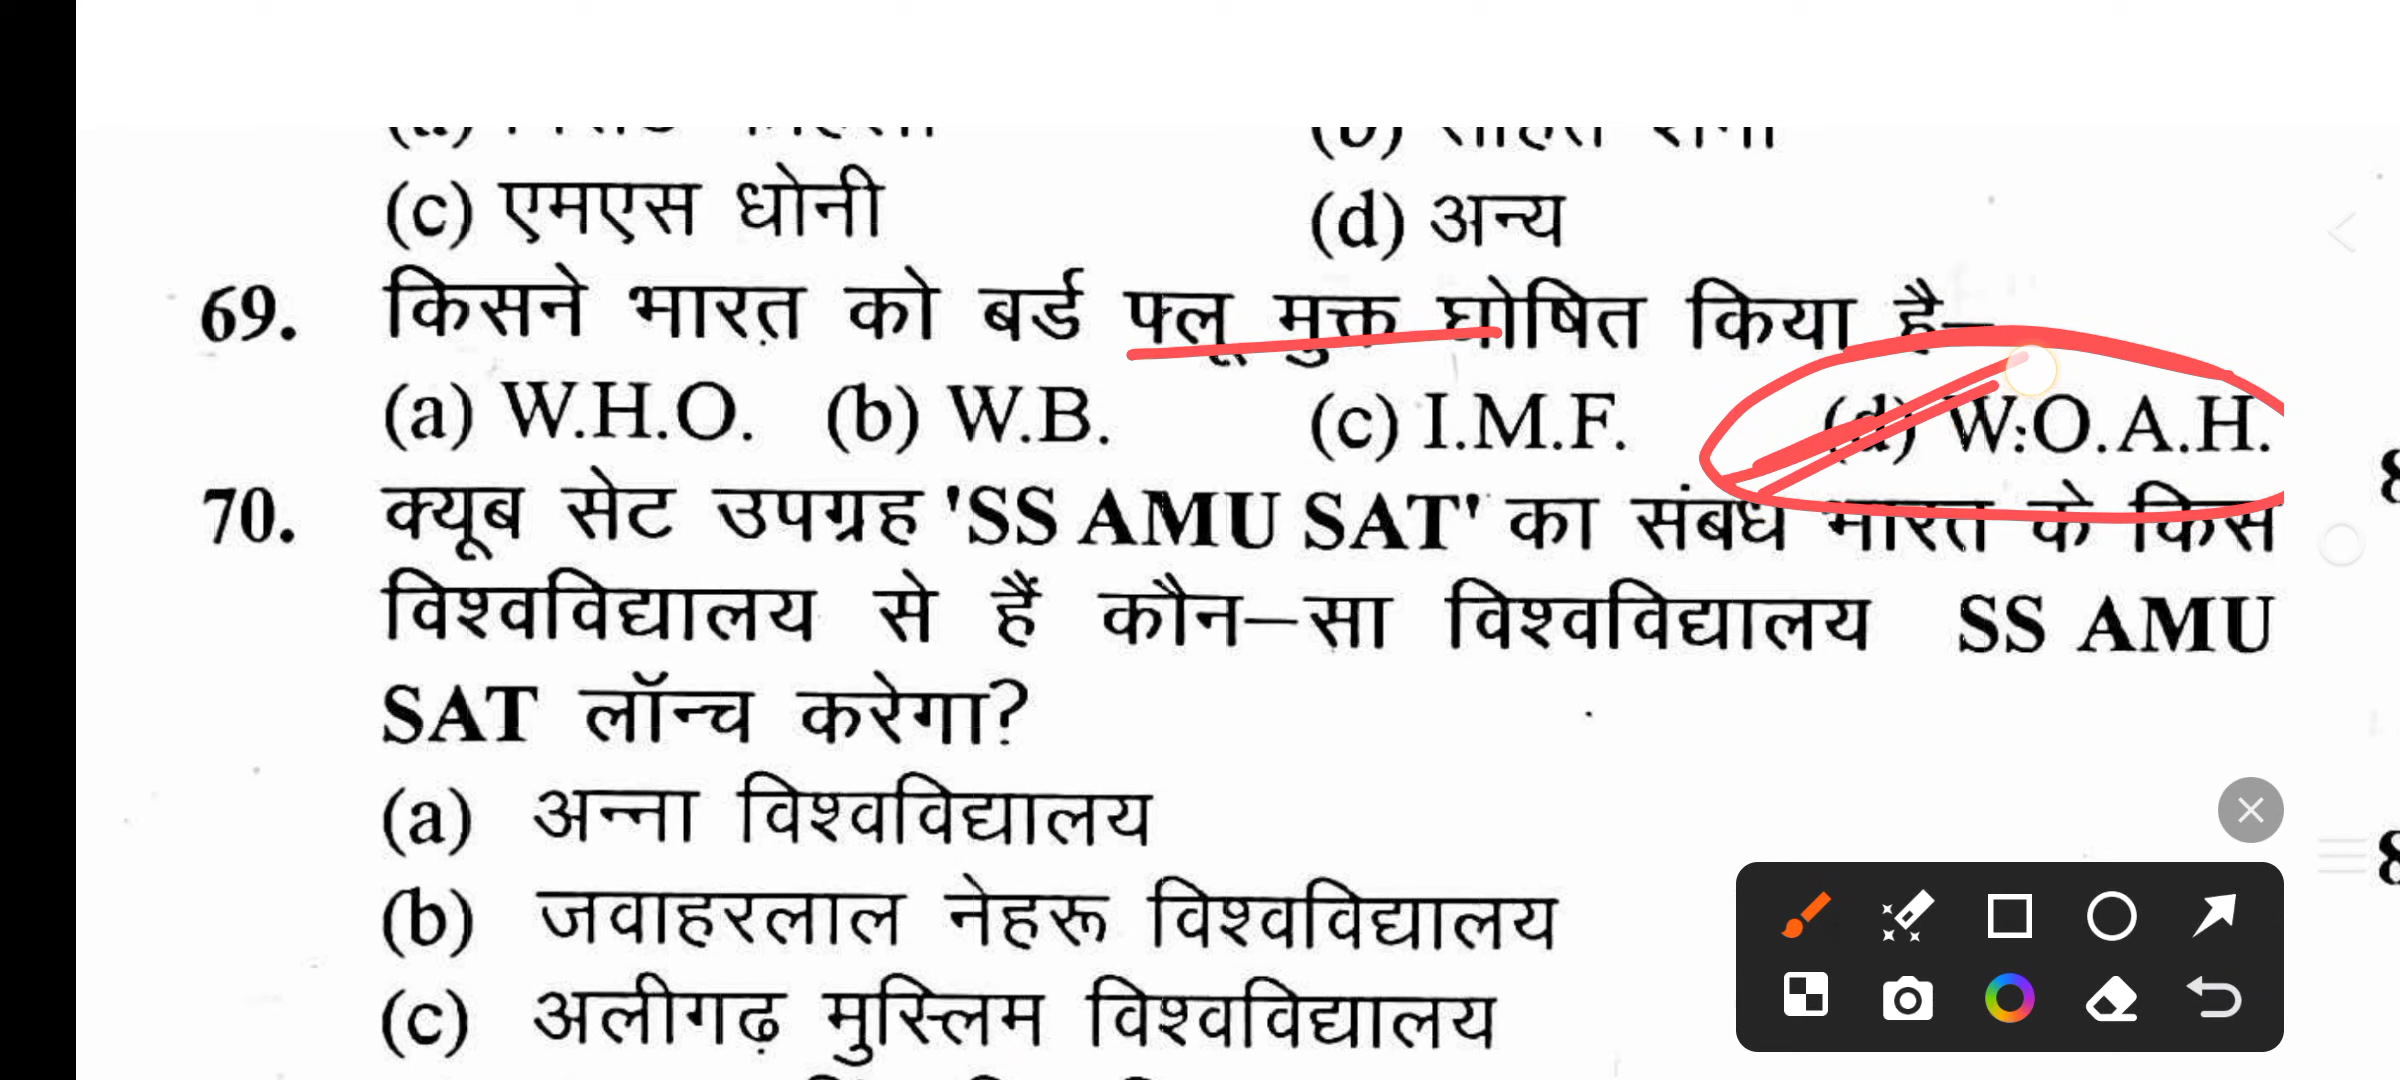 (c) एमएस धोनी (d) अन्य
69. किसने भारत को बर्ड फ्लू मुक्त घोषित किया है–
(a) W.H.O. (b) W.B. (c) I.M.F. (d) W.O.A.H.
70. क्यूब सेट उपग्रह 'SS AMU SAT' का संबंध भारत के किस
विश्वविद्यालय से हैं कौन–सा विश्वविद्यालय SS AMU
SAT लॉन्च करेगा?
(a) अन्ना विश्वविद्यालय
(b) जवाहरलाल नेहरू विश्वविद्यालय
(c) अलीगढ़ मुस्लिम विश्वविद्यालय